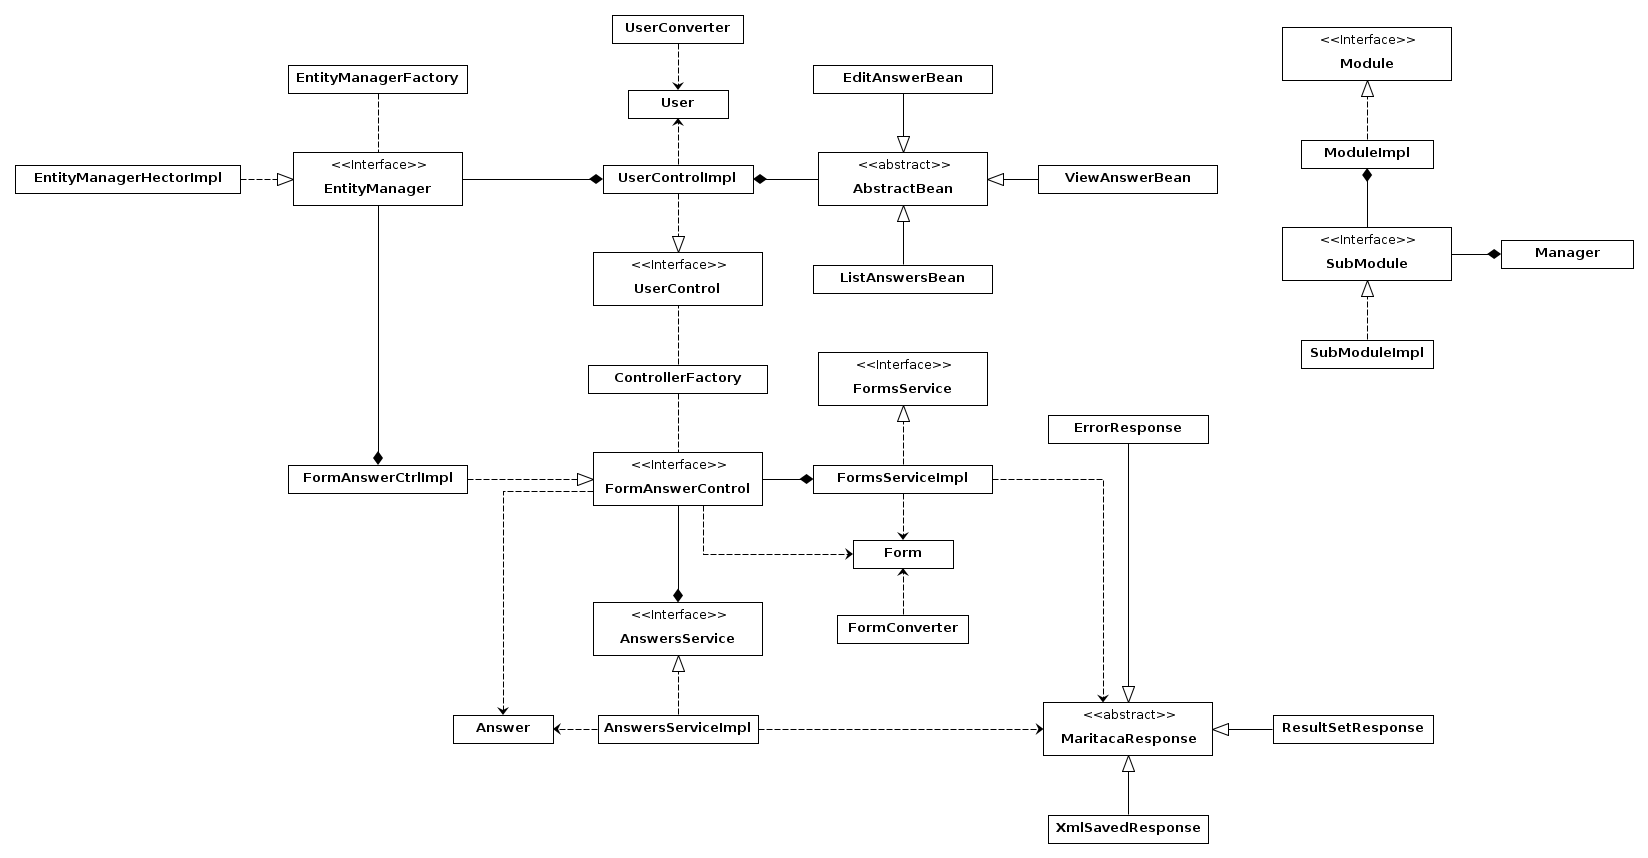 UserConverter
<<Interface>>
Module
EntityManagerFactory
EditAnswerBean
User
ModuleImpl
<<Interface>>
EntityManager
<<abstract>>
AbstractBean
EntityManagerHectorImpl
UserControlImpl
ViewAnswerBean
<<Interface>>
SubModule
Manager
<<Interface>>
UserControl
ListAnswersBean
SubModuleImpl
ControllerFactory
<<Interface>>
FormsService
ErrorResponse
<<Interface>>
FormAnswerControl
FormAnswerCtrlImpl
FormsServiceImpl
Form
<<Interface>>
AnswersService
FormConverter
Answer
AnswersServiceImpl
<<abstract>>
MaritacaResponse
ResultSetResponse
XmlSavedResponse